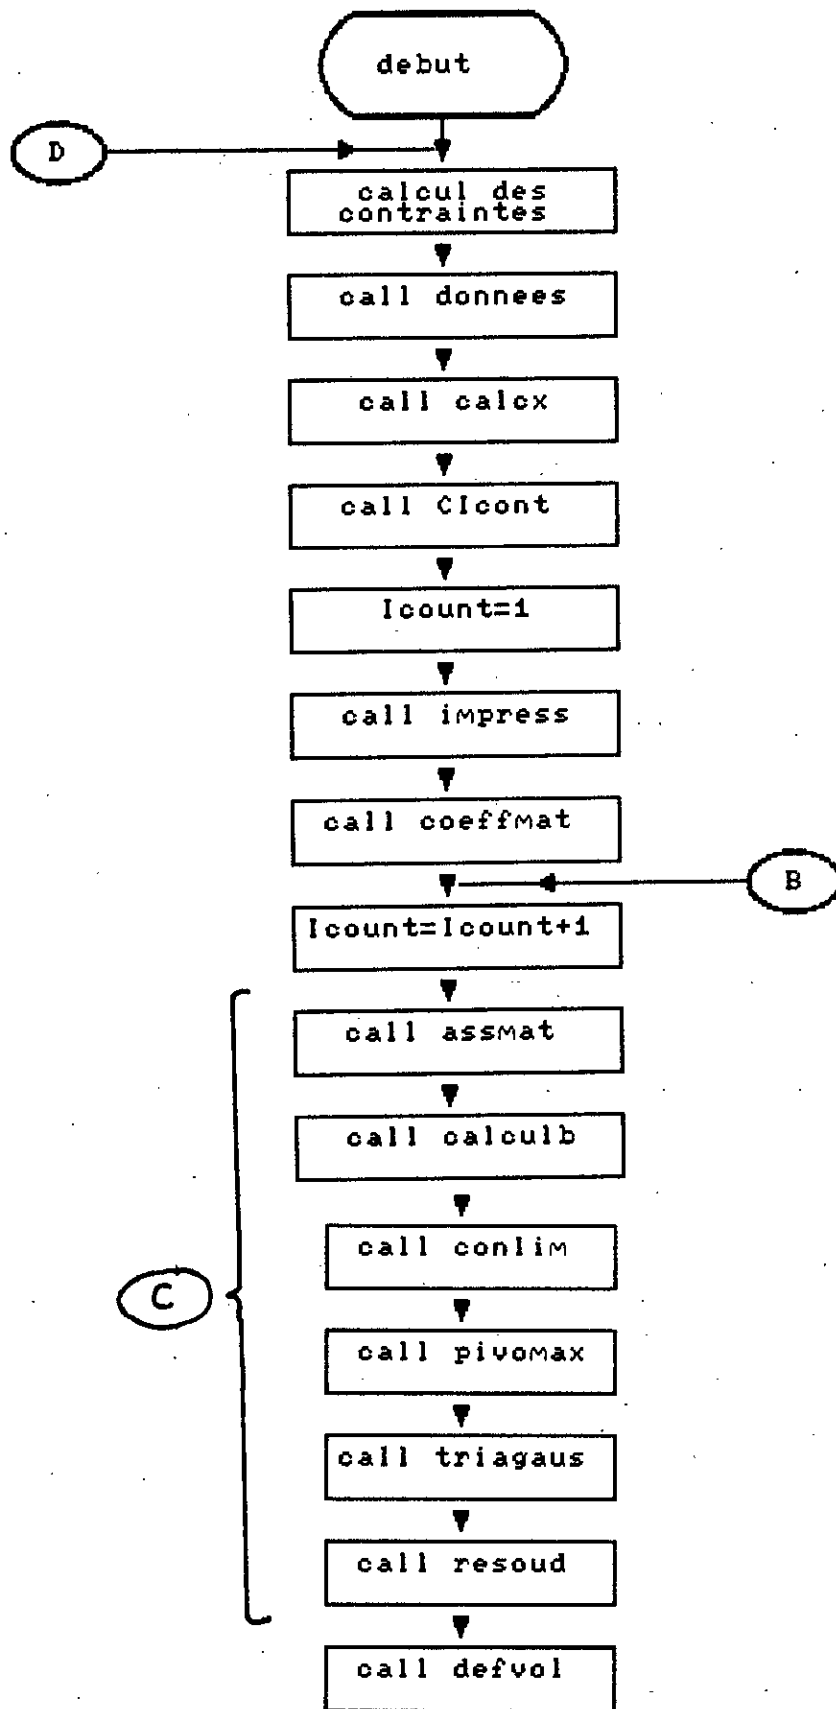 debut
D
calcul des
contraintes
call donnees
call calcx
call CIcont
Icount=1
call impress
call coeffmat
B
Icount=Icount+1
call assmat
call calculb
call conlim
C
call pivomax
call triagaus
call resoud
call defvol